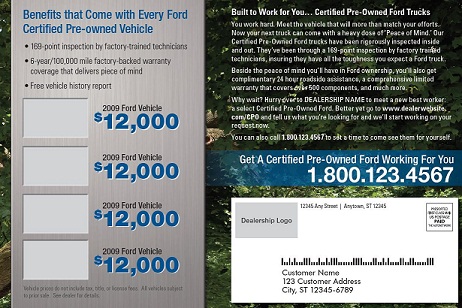 Benefits that Come with Every Ford
Certified Pre-owned Vehicle
• 169-point inspection by factory-trained technicians
• 6-year/100,000 mile factory-backed warranty
coverage that delivers piece of mind
• Free vehicle history report
2009 Ford Vehicle
$12,000
2009 Ford Vehicle
$12,000
2009 Ford Vehicle
$12,000
2009 Ford Vehicle
$12,000
Vehicle prices do not include tax, title, or license fees. All vehicles subject
to prior sale. See dealer for details.
Built to Work for You… Certified Pre-Owned Ford Trucks
You work hard. Meet the vehicle that will more than match your efforts.
Now your next truck can come with a heavy dose of 'Peace of Mind.' Our
Certified Pre-Owned Ford trucks have been rigorously inspected inside
and out. They've been through a 169-point inspection by factory trained
technicians, insuring they have all the toughness you expect a Ford truck.
Beside the peace of mind you'll have in Ford ownership, you'll also get
complimentary 24 hour roadside assistance, a comprehensive limited
warranty that covers over 500 components, and much more.
Why wait? Hurry over to DEALERSHIP NAME to meet a new best worker:
a select Certified Pre-Owned Ford. Better yet go to www.dealerwebsite.
com/CPO and tell us what you're looking for and we'll start working on your
request now.
You can also call 1.800.123.4567 to set a time to come see them for yourself.
Get A Certified Pre-Owned Ford Working For You
1.800.123.4567
Dealership Logo
12345 Any Street | Anytown, ST 12345
PRESORTED
STANDARD
US POSTAGE
PAID
Customer Name
123 Customer Address
City, ST 12345-6789